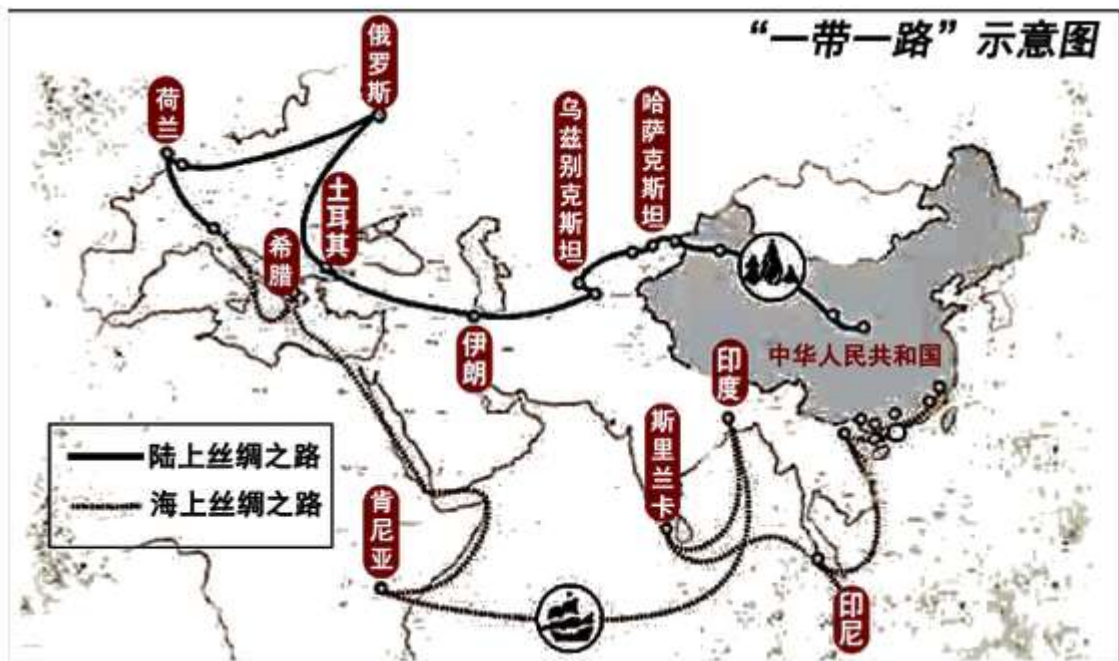 “一带一路”示意图
俄罗斯
荷兰
哈萨克斯坦
乌兹别克斯坦
土耳其
希腊
伊朗
中华人民共和国
印度
斯里兰卡
陆上丝绸之路
海上丝绸之路
肯尼亚
印尼